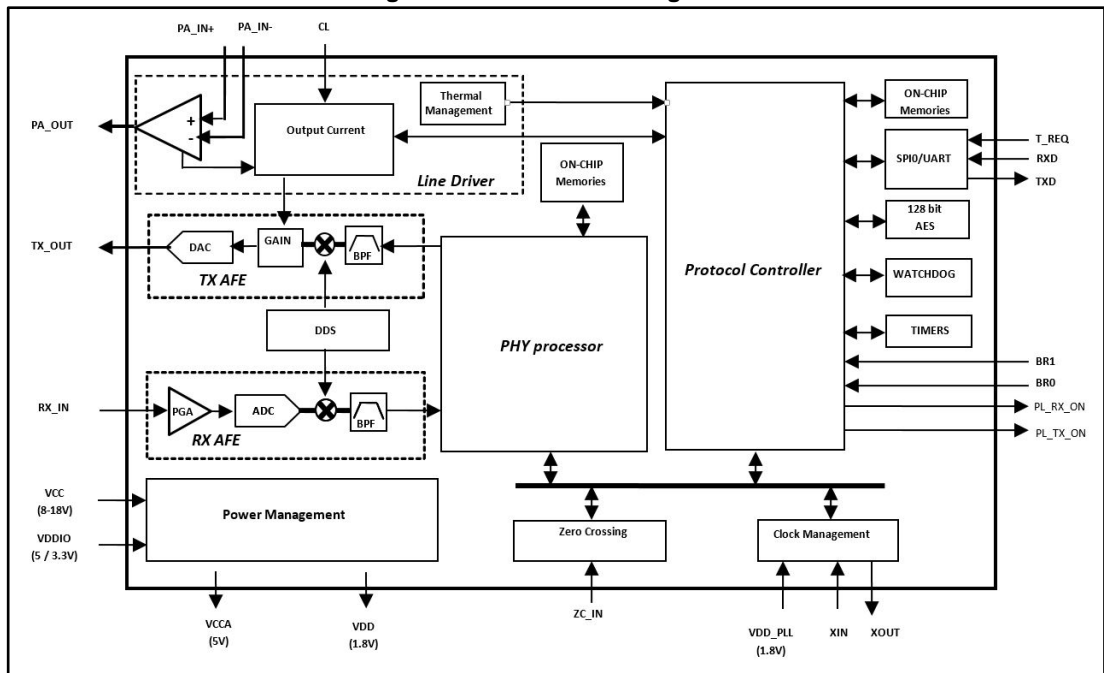 PA_IN+
PA_IN-
CL
PA_OUT
+
-
Output Current
Thermal
Management
Line Driver
ON-CHIP
Memories
TX_OUT
DAC
GAIN
BPF
TX AFE
DDS
PHY processor
Protocol Controller
RX_IN
PGA
ADC
BPF
RX AFE
ON-CHIP
Memories
SPI0/UART
128 bit
AES
WATCHDOG
TIMERS
T_REQ
RXD
TXD
BR1
BR0
PL_RX_ON
PL_TX_ON
VCC
(8-18V)
VDDIO
(5 / 3.3V)
Power Management
Zero Crossing
Clock Management
VCCA
(5V)
VDD
(1.8V)
ZC_IN
VDD_PLL
(1.8V)
XIN
XOUT